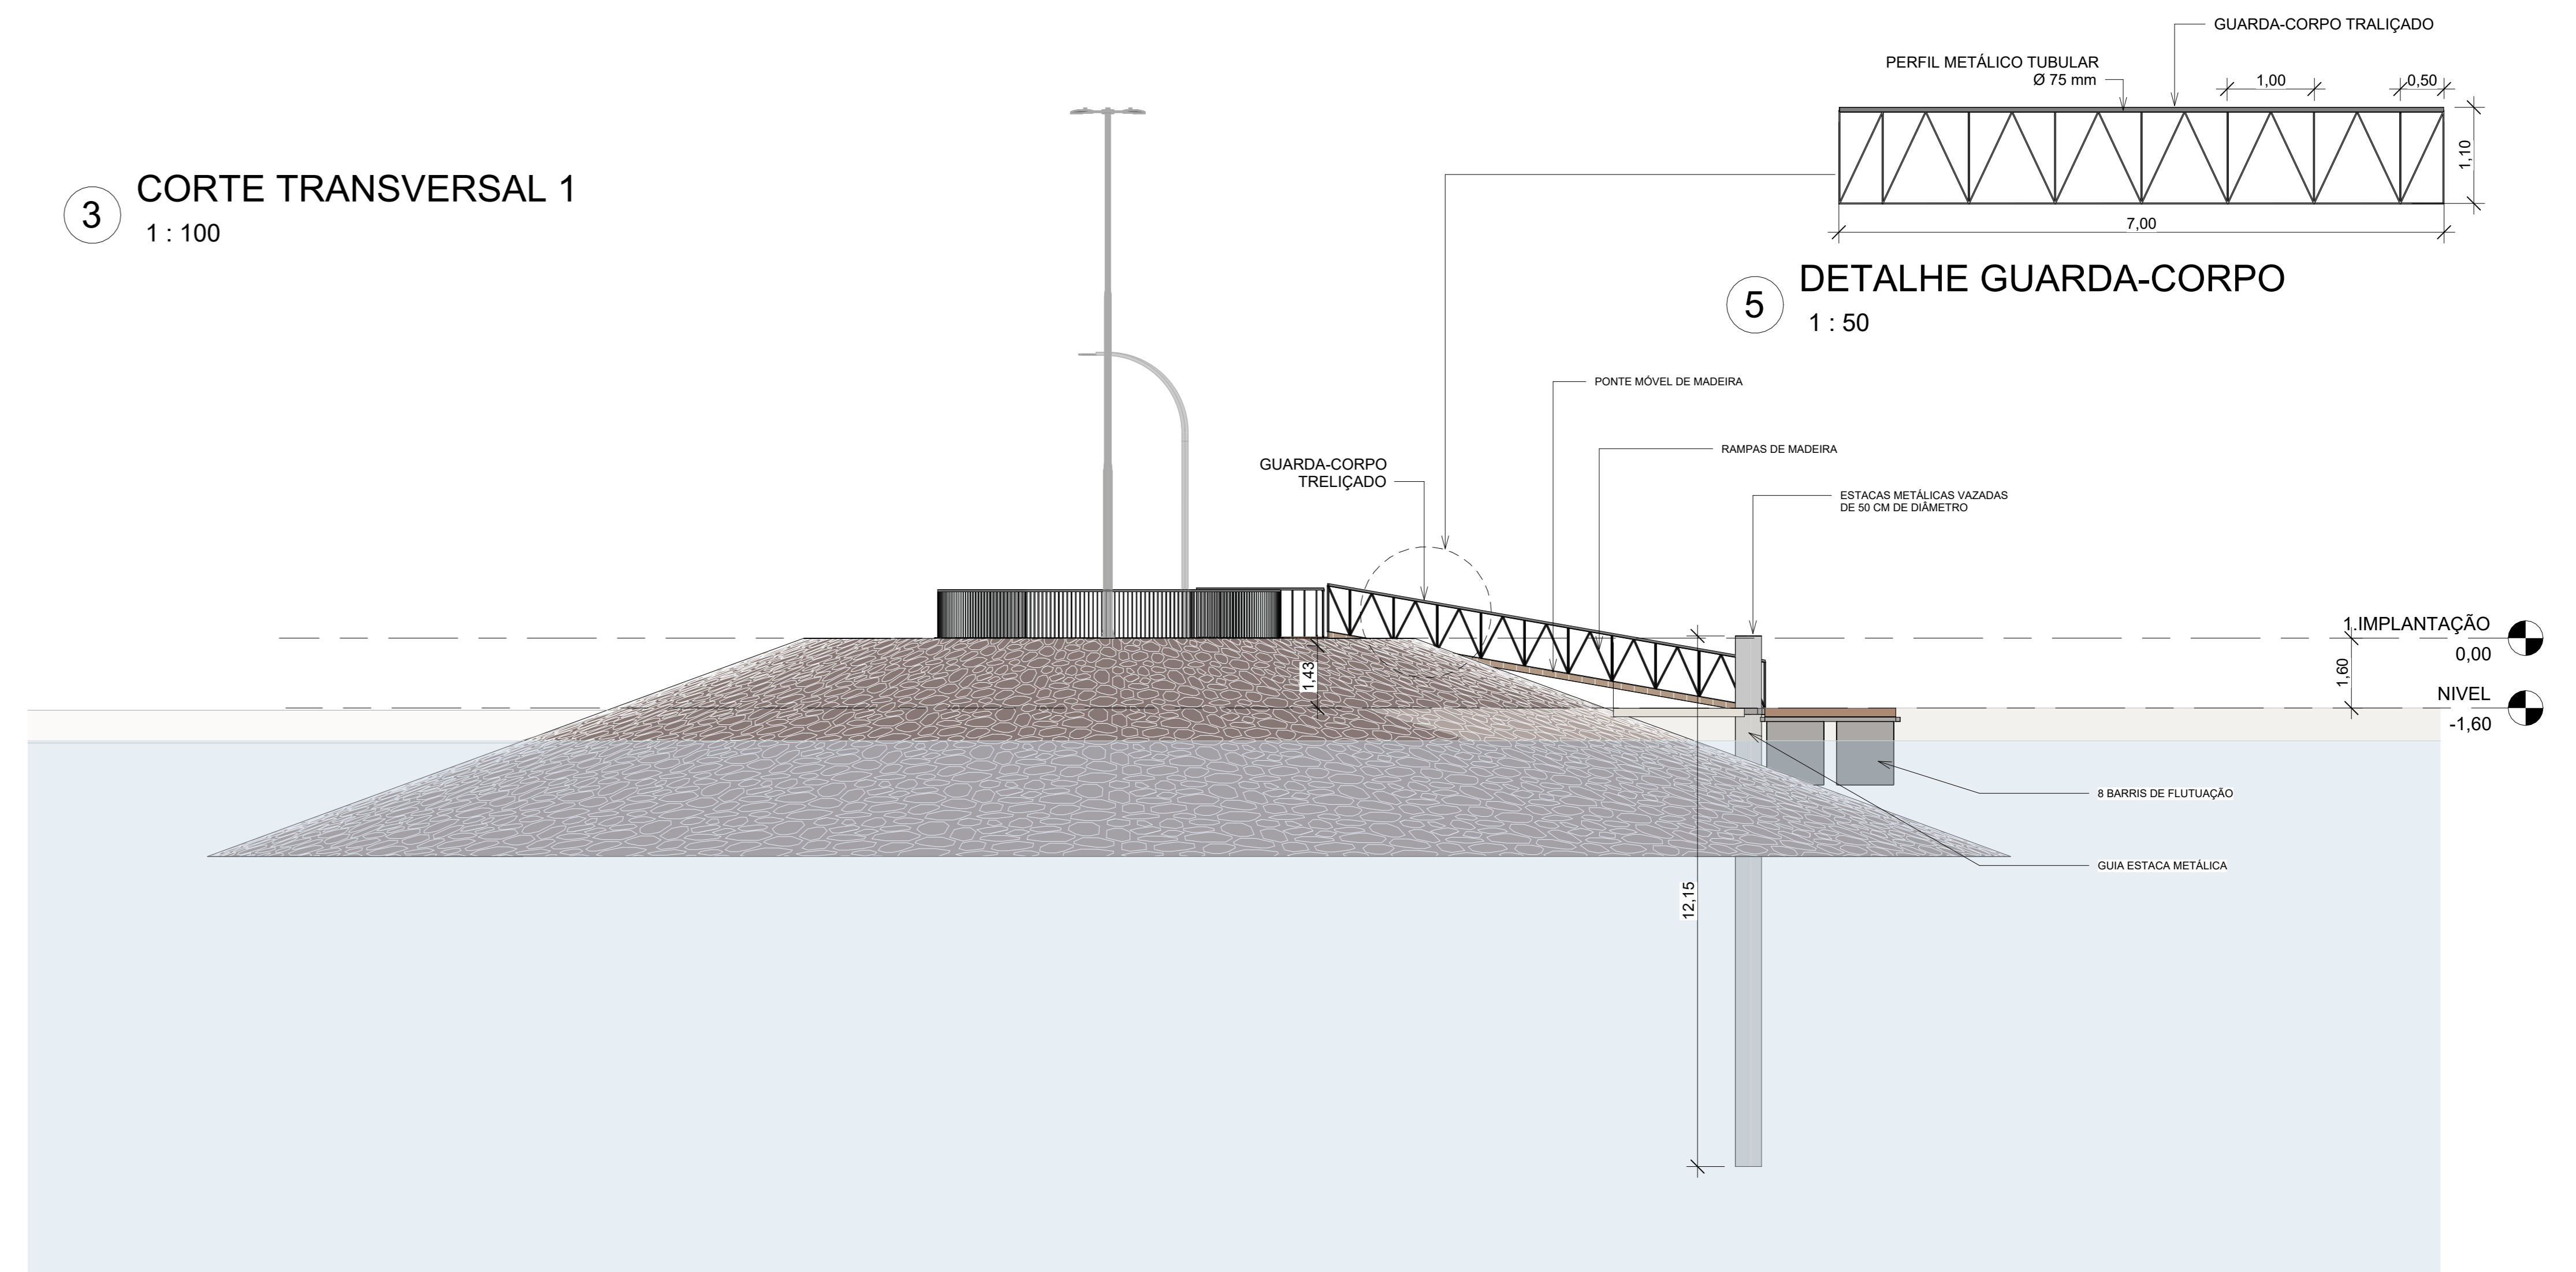 GUARDA-CORPO TRALIÇADO
PERFIL METÁLICO TUBULAR
Ø 75 mm
1,00
0,50
1,10
7,00
3
CORTE TRANSVERSAL 1
1 : 100
5
DETALHE GUARDA-CORPO
1 : 50
PONTE MÓVEL DE MADEIRA
RAMPAS DE MADEIRA
GUARDA-CORPO
TRELIÇADO
ESTACAS METÁLICAS VAZADAS
DE 50 CM DE DIÂMETRO
1.IMPLANTAÇÃO
0,00
1,43
1,60
NIVEL
-1,60
8 BARRIS DE FLUTUAÇÃO
GUIA ESTACA METÁLICA
12,15